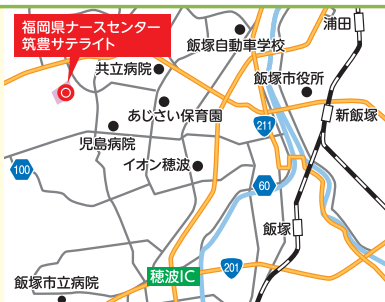 福岡県ナースセンター
筑豊サテライト
浦田
飯塚自動車学校
共立病院
飯塚市役所
あじさい保育園
新飯塚
211
児島病院
イオン穂波
100
60
飯塚
穂波IC
201
飯塚市立病院